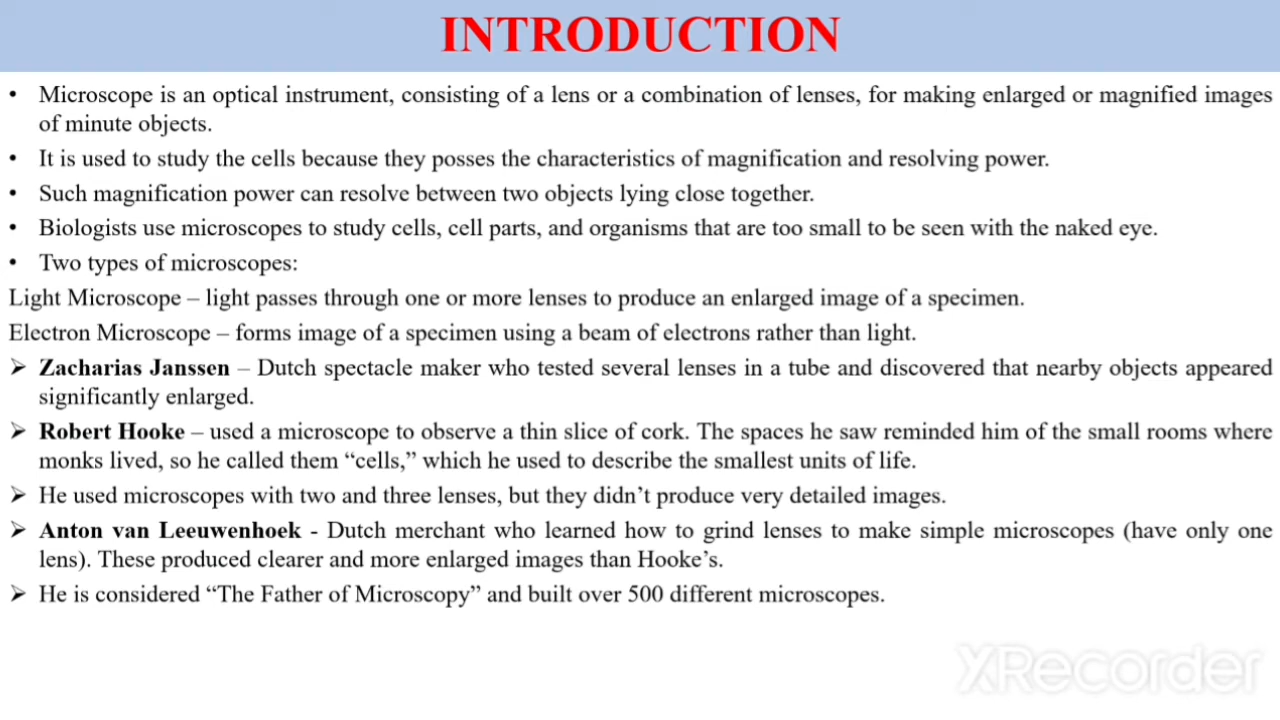 INTRODUCTION
• Microscope is an optical instrument, consisting of a lens or a combination of lenses, for making enlarged or magnified images
of minute objects.
• It is used to study the cells because they posses the characteristics of magnification and resolving power.
• Such magnification power can resolve between two objects lying close together.
• Biologists use microscopes to study cells, cell parts, and organisms that are too small to be seen with the naked eye.
• Two types of microscopes:
Light Microscope – light passes through one or more lenses to produce an enlarged image of a specimen.
Electron Microscope – forms image of a specimen using a beam of electrons rather than light.
➢ Zacharias Janssen – Dutch spectacle maker who tested several lenses in a tube and discovered that nearby objects appeared
significantly enlarged.
➢ Robert Hooke – used a microscope to observe a thin slice of cork. The spaces he saw reminded him of the small rooms where
monks lived, so he called them “cells,” which he used to describe the smallest units of life.
➢ He used microscopes with two and three lenses, but they didn’t produce very detailed images.
➢ Anton van Leeuwenhoek - Dutch merchant who learned how to grind lenses to make simple microscopes (have only one
lens). These produced clearer and more enlarged images than Hooke’s.
➢ He is considered “The Father of Microscopy” and built over 500 different microscopes.
XRecorder